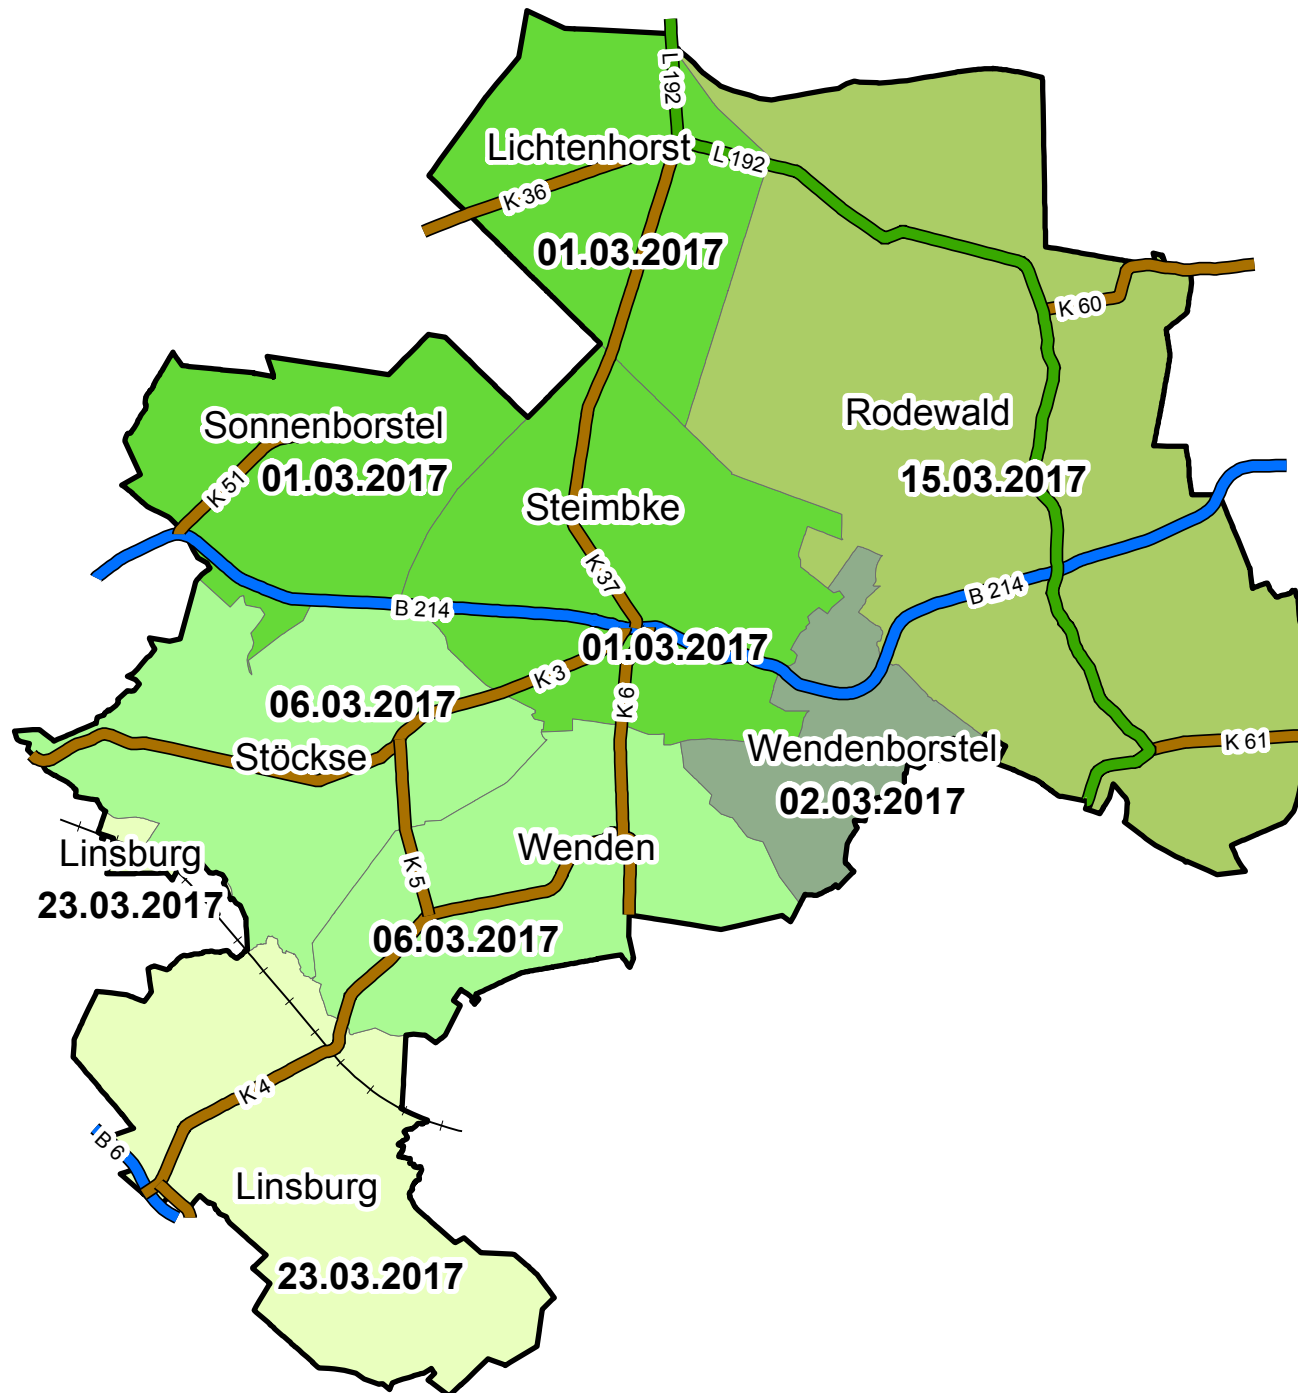 L 192
Lichtenhorst
L 192
K 36
01.03.2017
K 60
Rodewald
Sonnenborstel
01.03.2017
15.03.2017
K 51
Steimbke
K 37
B 214
B 214
01.03.2017
K 3
K 9
06.03.2017
Stöckse
Wendenborstel
02.03.2017
K 61
Linsburg
23.03.2017
Wenden
K 5
06.03.2017
K 4
B 6
Linsburg
23.03.2017